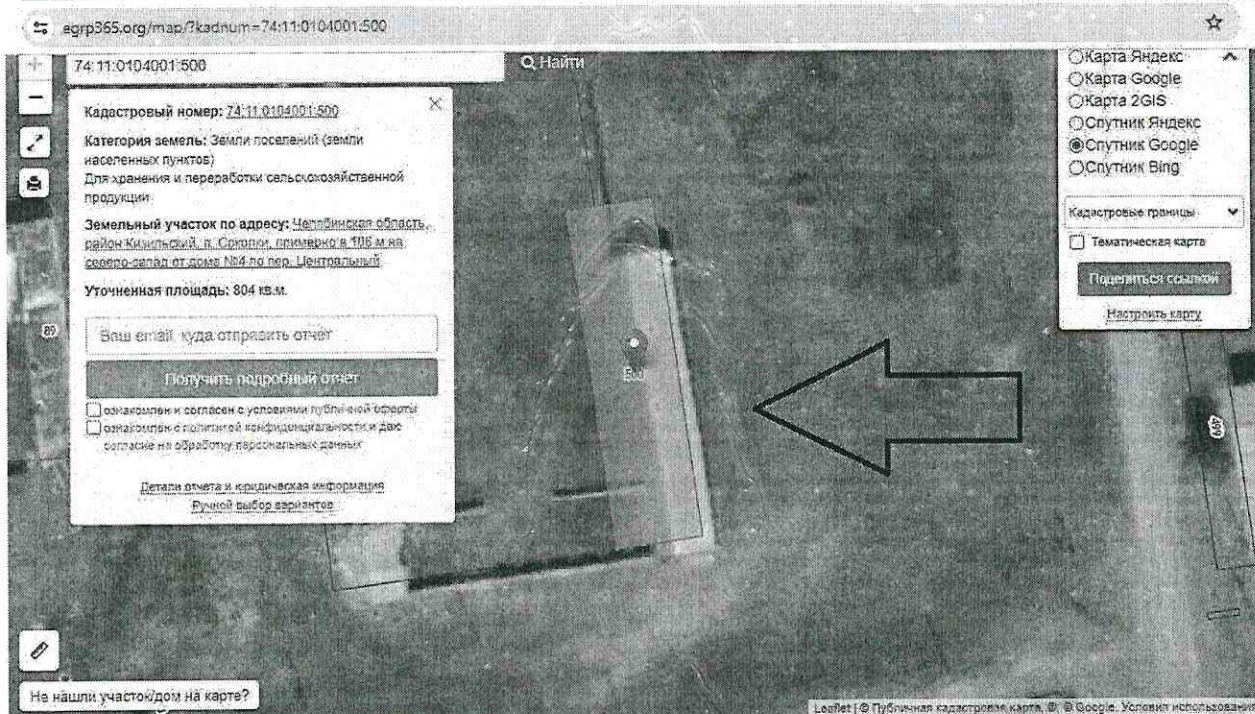 egrp365.org/map/?kadnum=74:11:0104001:500
74:11:0104001:500
Найти
Кадастровый номер: 74:11:0104001:500
Категория земель: Земли поселений (земли
населенных пунктов)
Для хранения и переработки сельскохозяйственной
продукции
Земельный участок по адресу: Челябинская область,
район Кизильский, п. Соколки, примерно в 106 м на
северо-запад от дома №4 по пер. Центральный
Уточненная площадь: 804 кв.м.
Ваш email, куда отправить отчёт
Получить подробный отчет
ознакомлен и согласен с условиями публичной оферты
ознакомлен с политикой конфиденциальности и даю
согласие на обработку персональных данных
Детали отчета и юридическая информация
Ручной выбор вариантов
Карта Яндекс
Карта Google
Карта 2GIS
Спутник Яндекс
Спутник Google
Спутник Bing
Кадастровые границы
Тематическая карта
Поделиться ссылкой
Настроить карту
89
500
499
Не нашли участок/дом на карте?
Leaflet | © Публичная кадастровая карта, ©, © Google. Условия использования